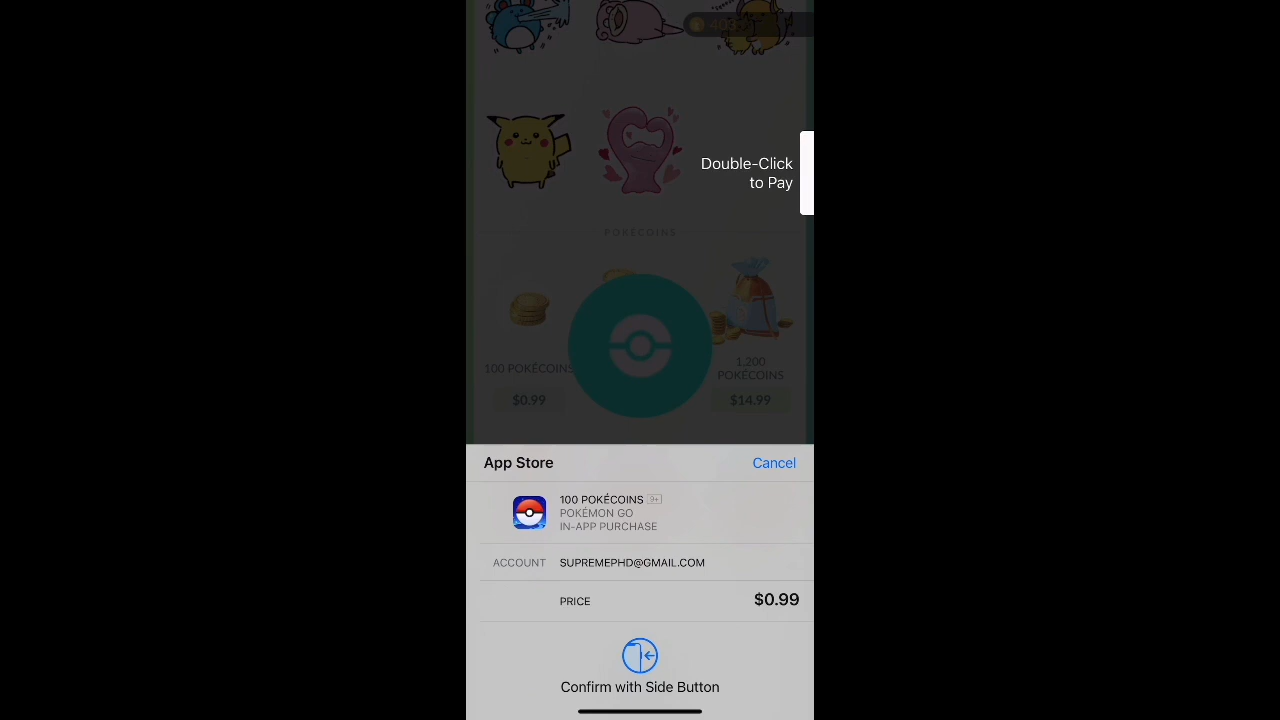 Double-Click
to Pay
POKÉCOINS
100 POKÉCOINS
1,200
POKÉCOINS
$0.99
$14.99
App Store
Cancel
100 POKÉCOINS 9+
POKÉMON GO
IN-APP PURCHASE
ACCOUNT SUPREMEPHD@GMAIL.COM
PRICE $0.99
Confirm with Side Button